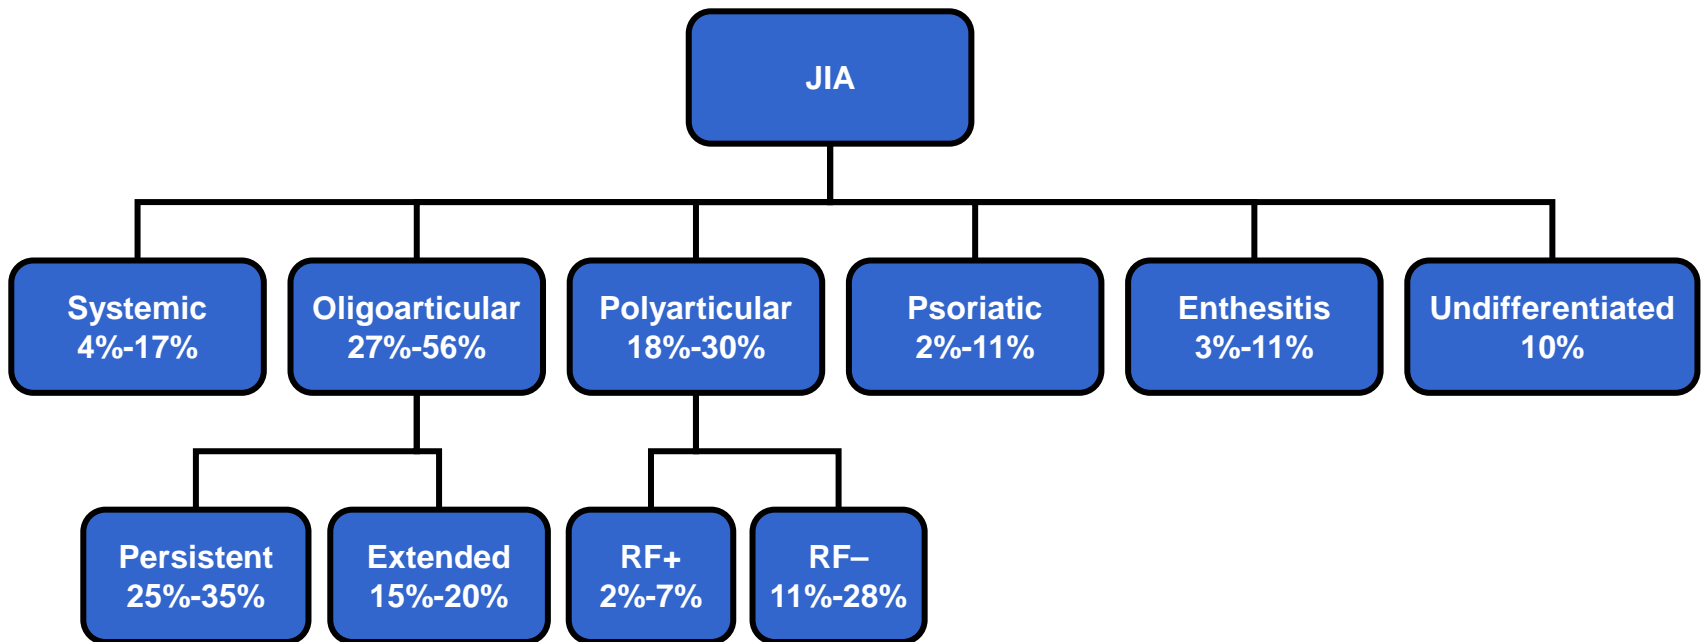 JIA
Systemic
4%-17%
Oligoarticular
27%-56%
Polyarticular
18%-30%
Psoriatic
2%-11%
Enthesitis
3%-11%
Undifferentiated
10%
Persistent
25%-35%
Extended
15%-20%
RF+
2%-7%
RF–
11%-28%